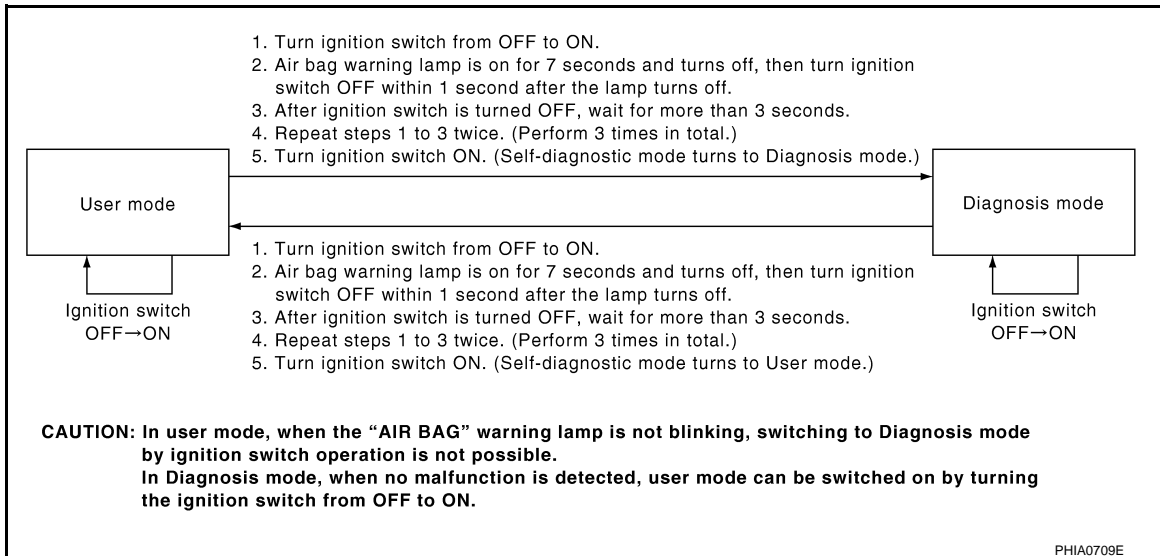 1. Turn ignition switch from OFF to ON.
2. Air bag warning lamp is on for 7 seconds and turns off, then turn ignition
switch OFF within 1 second after the lamp turns off.
3. After ignition switch is turned OFF, wait for more than 3 seconds.
4. Repeat steps 1 to 3 twice. (Perform 3 times in total.)
5. Turn ignition switch ON. (Self-diagnostic mode turns to Diagnosis mode.)
User mode
Diagnosis mode
1. Turn ignition switch from OFF to ON.
2. Air bag warning lamp is on for 7 seconds and turns off, then turn ignition
switch OFF within 1 second after the lamp turns off.
3. After ignition switch is turned OFF, wait for more than 3 seconds.
4. Repeat steps 1 to 3 twice. (Perform 3 times in total.)
5. Turn ignition switch ON. (Self-diagnostic mode turns to User mode.)
Ignition switch
OFF→ON
Ignition switch
OFF→ON
CAUTION: In user mode, when the “AIR BAG” warning lamp is not blinking, switching to Diagnosis mode
by ignition switch operation is not possible.
In Diagnosis mode, when no malfunction is detected, user mode can be switched on by turning
the ignition switch from OFF to ON.
PHIA0709E